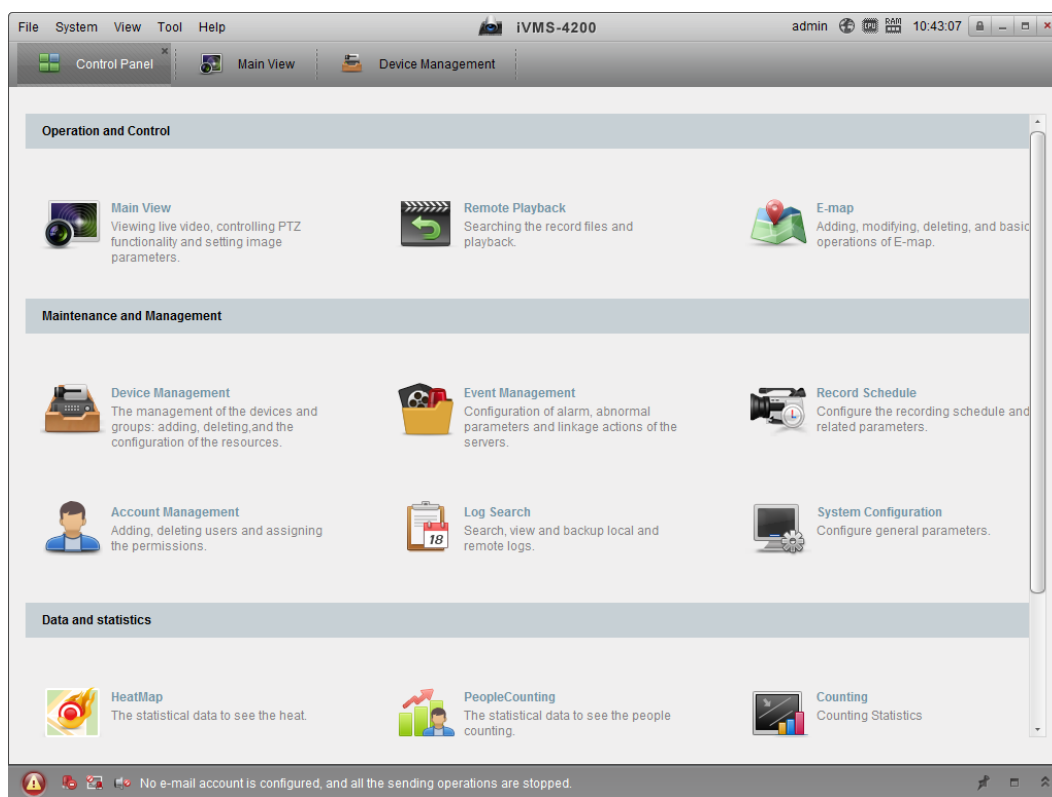 File System View Tool Help iVMS-4200 admin CPU RAM 10:43:07
Control Panel Main View Device Management
Operation and Control
Main View
Viewing live video, controlling PTZ
functionality and setting image
parameters.
Remote Playback
Searching the record files and
playback.
E-map
Adding, modifying, deleting, and basic
operations of E-map.
Maintenance and Management
Device Management
The management of the devices and
groups: adding, deleting,and the
configuration of the resources.
Event Management
Configuration of alarm, abnormal
parameters and linkage actions of the
servers.
Record Schedule
Configure the recording schedule and
related parameters.
Account Management
Adding, deleting users and assigning
the permissions.
18
Log Search
Search, view and backup local and
remote logs.
System Configuration
Configure general parameters.
Data and statistics
HeatMap
The statistical data to see the heat.
PeopleCounting
The statistical data to see the people
counting.
Counting
Counting Statistics
No e-mail account is configured, and all the sending operations are stopped.